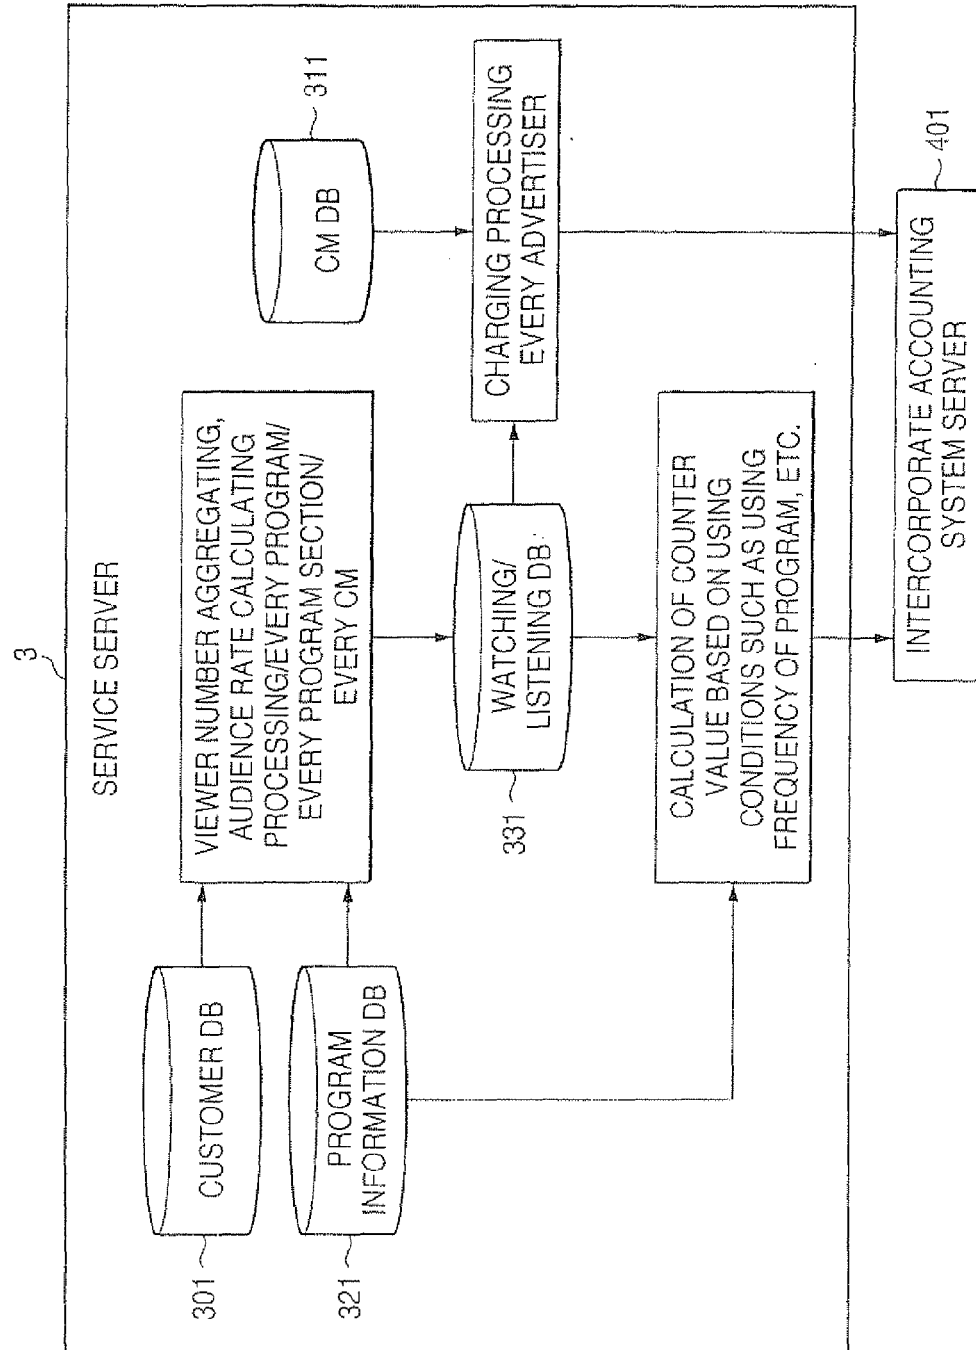 3
SERVICE SERVER
301
CUSTOMER DB
321
PROGRAM
INFORMATION DB
VIEWER NUMBER AGGREGATING,
AUDIENCE RATE CALCULATING
PROCESSING/EVERY PROGRAM/
EVERY PROGRAM SECTION/
EVERY CM
CM DB
311
331
WATCHING/
LISTENING DB
CHARGING PROCESSING
EVERY ADVERTISER
CALCULATION OF COUNTER
VALUE BASED ON USING
CONDITIONS SUCH AS USING
FREQUENCY OF PROGRAM, ETC.
INTERCORPORATE ACCOUNTING
SYSTEM SERVER
401